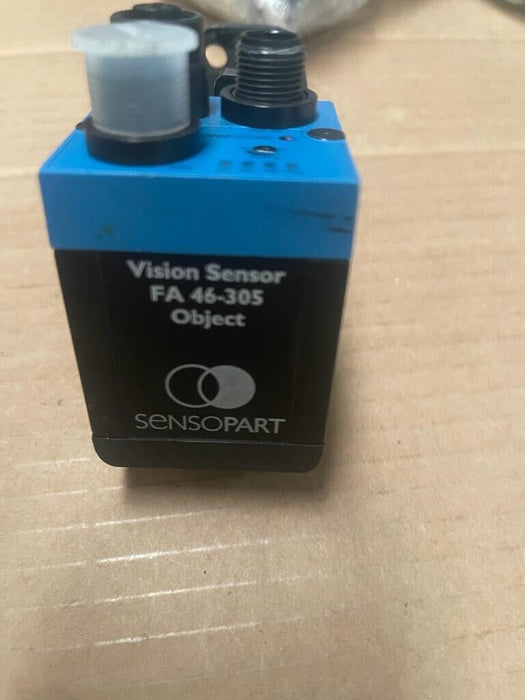 Vision Sensor
FA 46-305
Object
SENSOPART